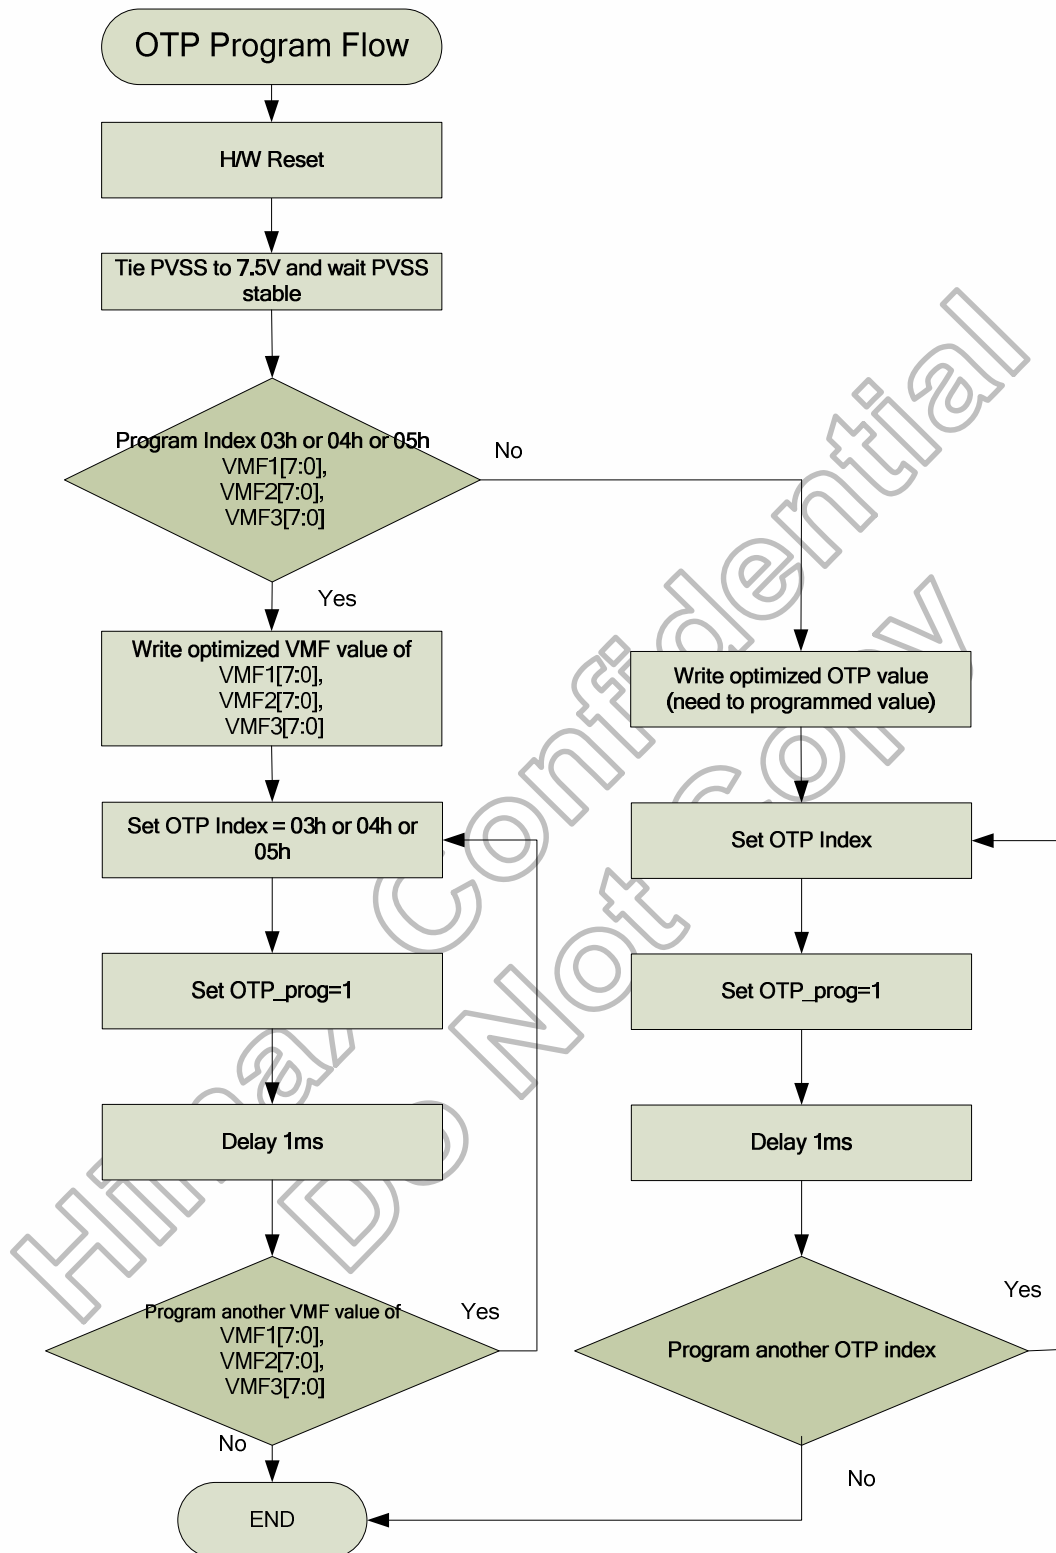 OTP Program Flow
H/W Reset
Tie PVSS to 7.5V and wait PVSS
stable
Program Index 03h or 04h or 05h
VMF1[7:0],
VMF2[7:0],
VMF3[7:0]
No
Yes
Write optimized VMF value of
VMF1[7:0],
VMF2[7:0],
VMF3[7:0]
Write optimized OTP value
(need to programmed value)
Set OTP Index = 03h or 04h or
05h
Set OTP Index
Set OTP_prog=1
Set OTP_prog=1
Delay 1ms
Delay 1ms
Program another VMF value of
VMF1[7:0],
VMF2[7:0],
VMF3[7:0]
Yes
Program another OTP index
Yes
No
No
END
Himax Confidential
Do Not Copy